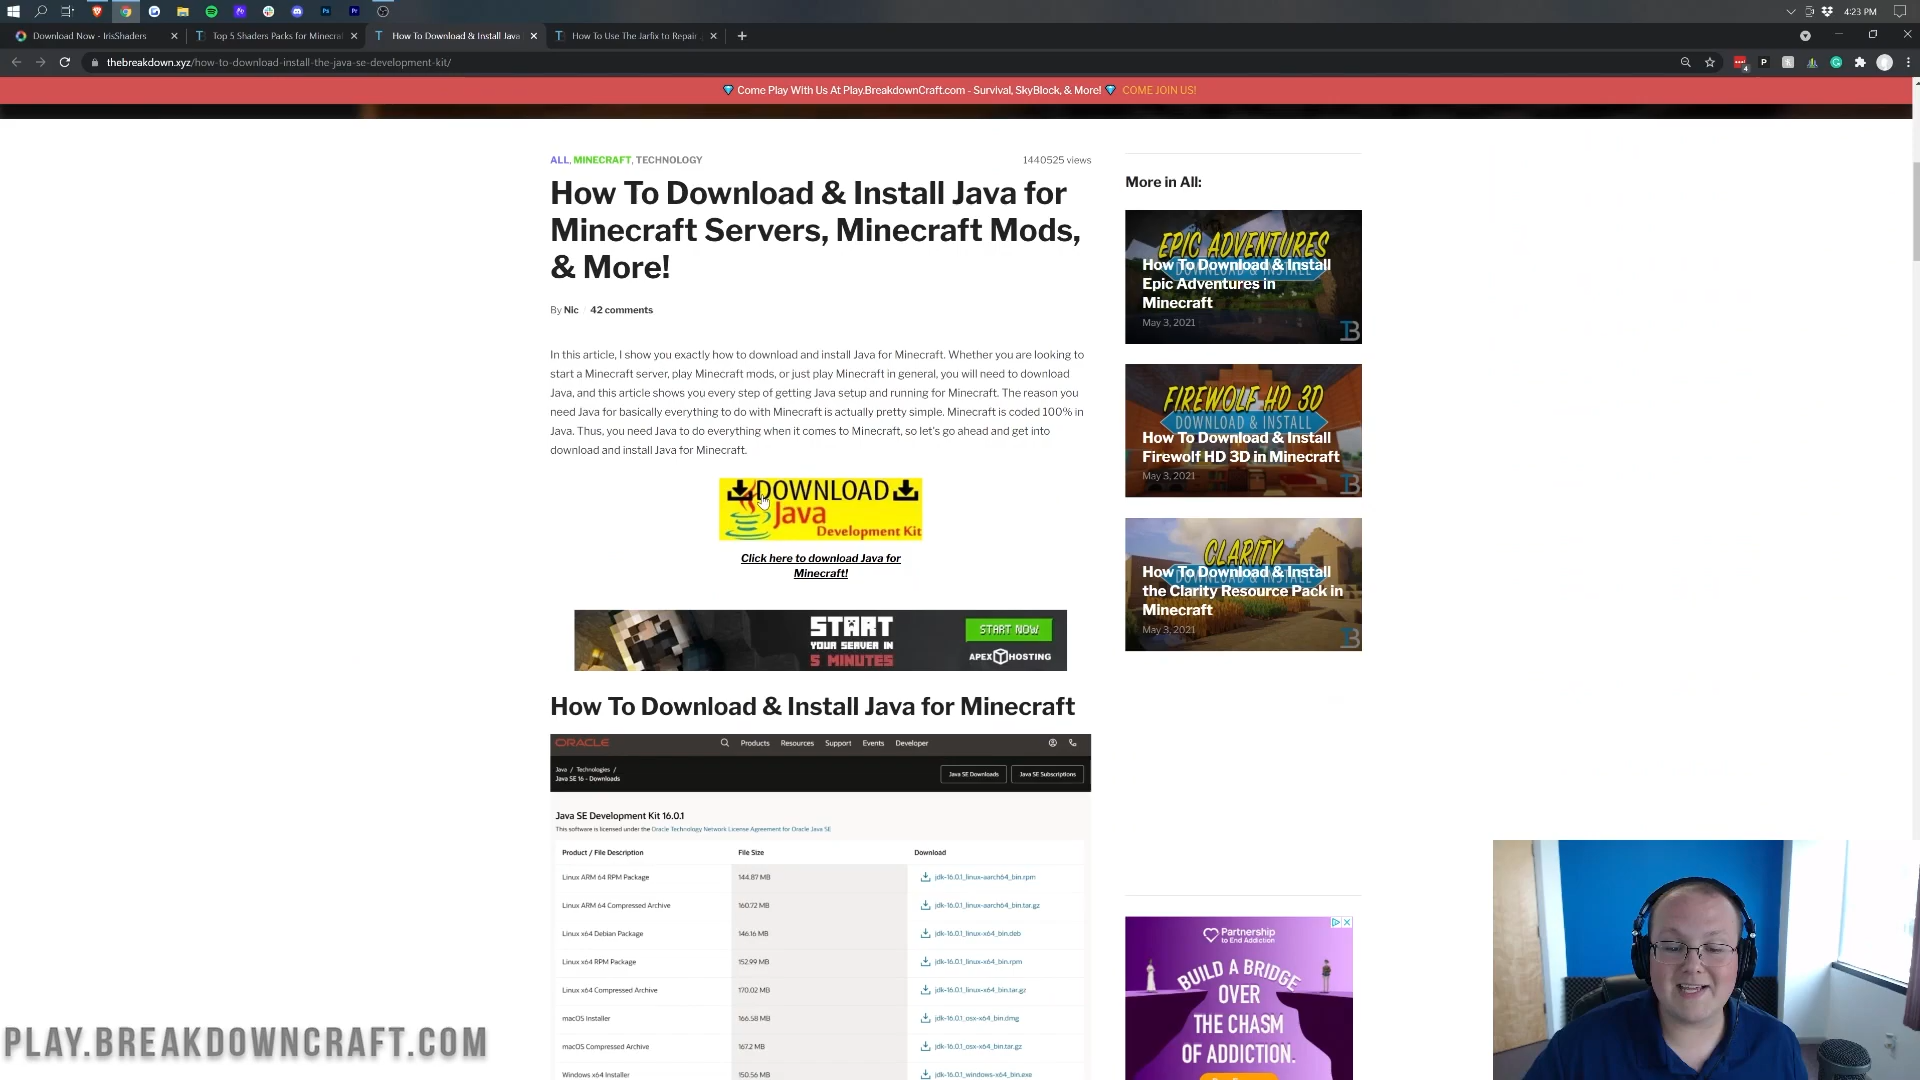 4:23 PM
Download Now - IrisShaders
Top 5 Shaders Packs for Minecraf
How To Download & Install Java
How To Use The Jarfix to Repair
thebreakdown.xyz/how-to-download-install-the-java-se-development-kit/
Come Play With Us At Play.BreakdownCraft.com - Survival, SkyBlock, & More! COME JOIN US!
ALL, MINECRAFT, TECHNOLOGY
1440525 views
How To Download & Install Java for
Minecraft Servers, Minecraft Mods,
& More!
By Nic / 42 comments
In this article, I show you exactly how to download and install Java for Minecraft. Whether you are looking to
start a Minecraft server, play Minecraft mods, or just play Minecraft in general, you will need to download
Java, and this article shows you every step of getting Java setup and running for Minecraft. The reason you
need Java for basically everything to do with Minecraft is actually pretty simple. Minecraft is coded 100% in
Java. Thus, you need Java to do everything when it comes to Minecraft, so let's go ahead and get into
download and install Java for Minecraft.
DOWNLOAD
Java
Development Kit
Click here to download Java for
Minecraft!
START
YOUR SERVER IN
5 MINUTES
START NOW
APEX HOSTING
How To Download & Install Java for Minecraft
ORACLE
Products Resources Support Events Developer
Java / Technologies /
Java SE 16 - Downloads
Java SE Downloads
Java SE Subscriptions
Java SE Development Kit 16.0.1
This software is licensed under the Oracle Technology Network License Agreement for Oracle Java SE
Product / File Description File Size Download
Linux ARM 64 RPM Package 144.87 MB jdk-16.0.1_linux-aarch64_bin.rpm
Linux ARM 64 Compressed Archive 160.72 MB jdk-16.0.1_linux-aarch64_bin.tar.gz
Linux x64 Debian Package 146.16 MB jdk-16.0.1_linux-x64_bin.deb
Linux x64 RPM Package 152.99 MB jdk-16.0.1_linux-x64_bin.rpm
Linux x64 Compressed Archive 170.02 MB jdk-16.0.1_linux-x64_bin.tar.gz
macOS Installer 166.58 MB jdk-16.0.1_osx-x64_bin.dmg
macOS Compressed Archive 167.2 MB jdk-16.0.1_osx-x64_bin.tar.gz
Windows x64 Installer 150.56 MB jdk-16.0.1_windows-x64_bin.exe
More in All:
EPIC ADVENTURES
DOWNLOAD & INSTALL
How To Download & Install
Epic Adventures in
Minecraft
May 3, 2021
FIREWOLF HD 3D
DOWNLOAD & INSTALL
How To Download & Install
Firewolf HD 3D in Minecraft
May 3, 2021
CLARITY
DOWNLOAD & INSTALL
How To Download & Install
the Clarity Resource Pack in
Minecraft
May 3, 2021
Partnership
to End Addiction
BUILD A BRIDGE
OVER
THE CHASM
OF ADDICTION.
PLAY.BREAKDOWNCRAFT.COM